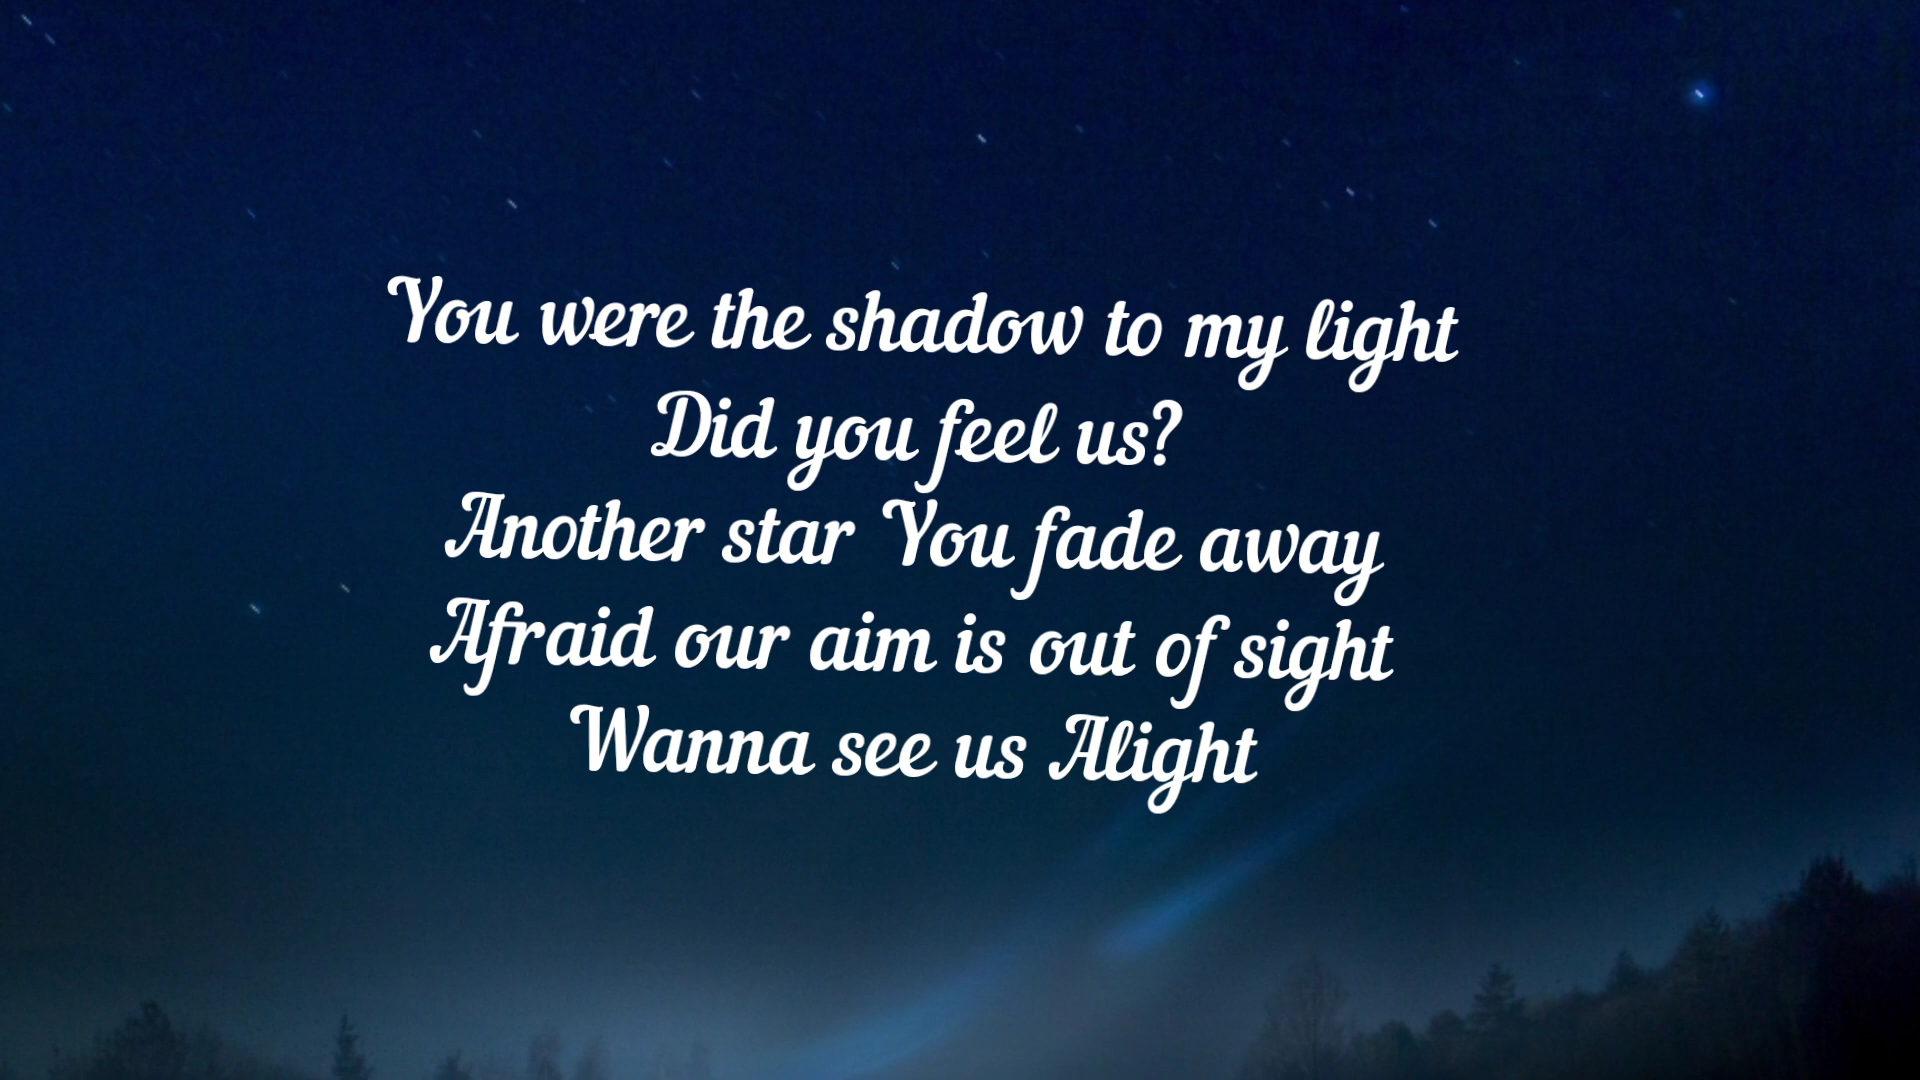 You were the shadow to my light
Did you feel us?
Another star You fade away
Afraid our aim is out of sight
Wanna see us Alight